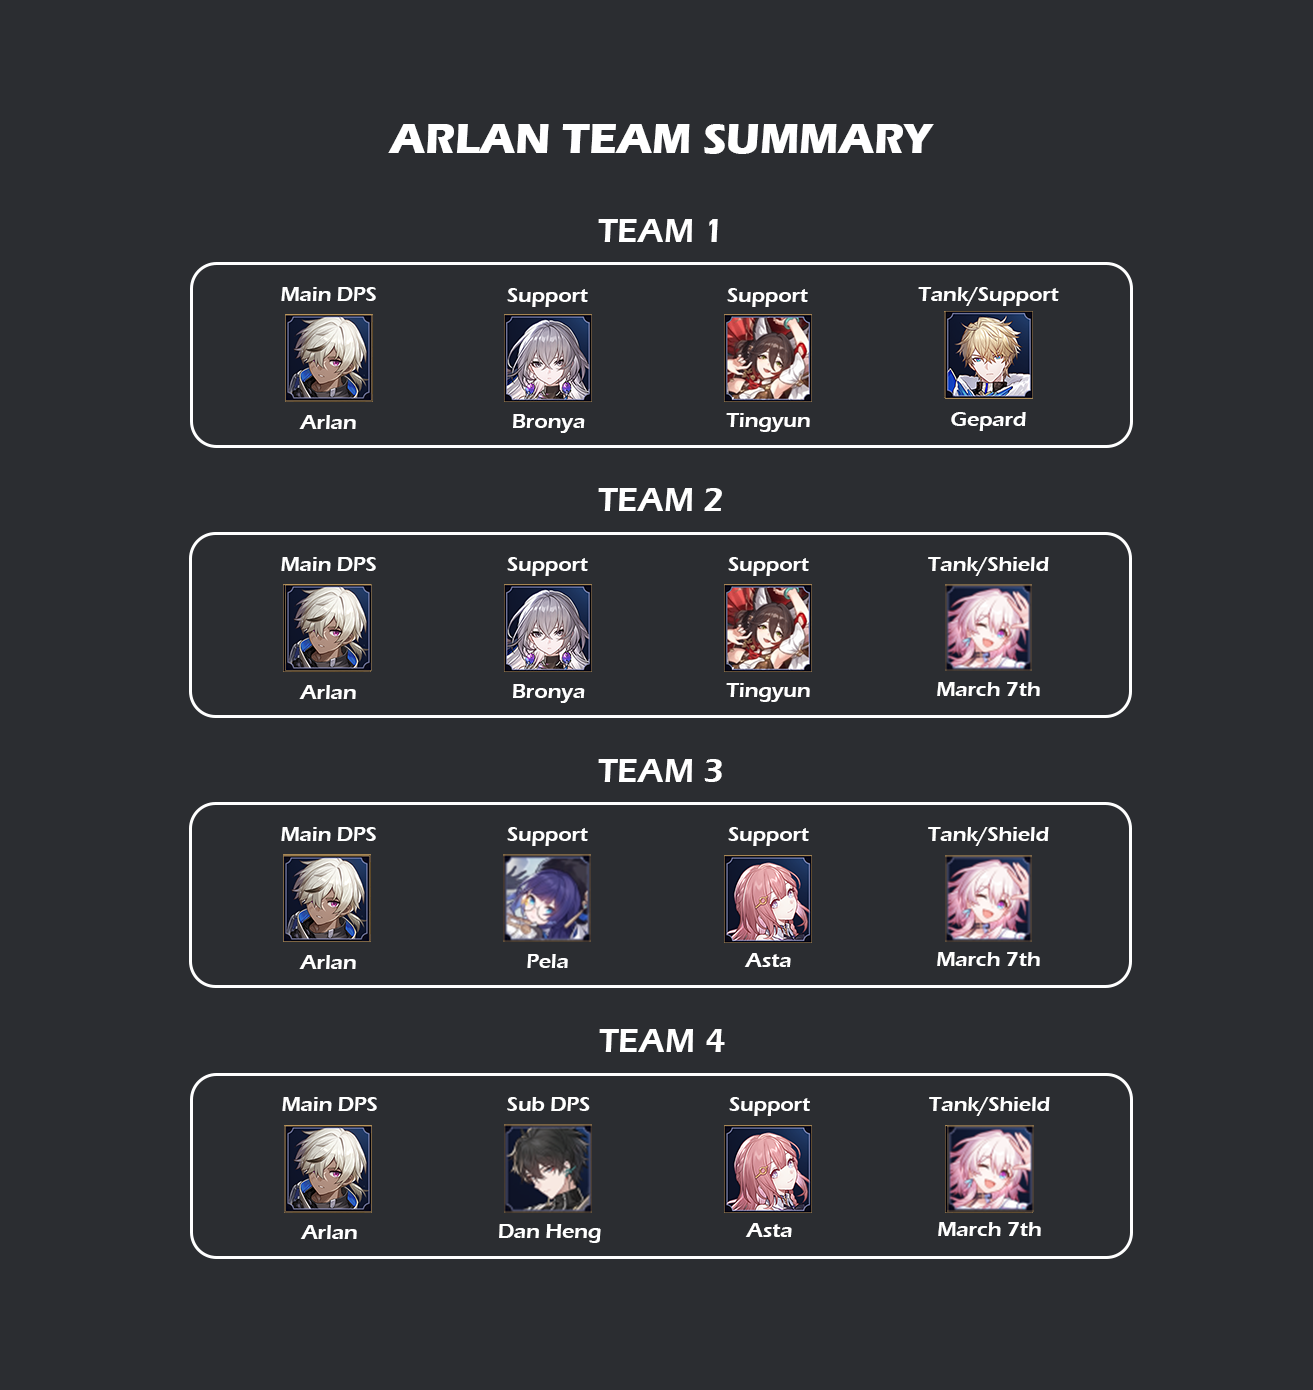 ARLAN TEAM SUMMARY
TEAM 1
Main DPS Support Support Tank/Support
Arlan Bronya Tingyun Gepard
TEAM 2
Main DPS Support Support Tank/Shield
Arlan Bronya Tingyun March 7th
TEAM 3
Main DPS Support Support Tank/Shield
Arlan Pela Asta March 7th
TEAM 4
Main DPS Sub DPS Support Tank/Shield
Arlan Dan Heng Asta March 7th